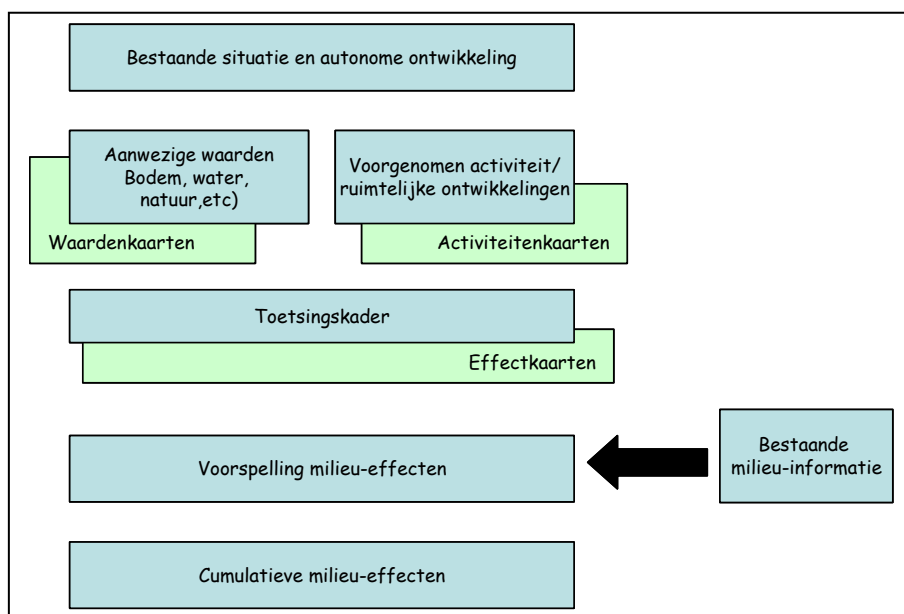 Bestaande situatie en autonome ontwikkeling
Aanwezige waarden
Bodem, water,
natuur,etc)
Waardenkaarten
Voorgenomen activiteit/
ruimtelijke ontwikkelingen
Activiteitenkaarten
Toetsingskader
Effectkaarten
Voorspelling milieu-effecten
Bestaande
milieu-informatie
Cumulatieve milieu-effecten